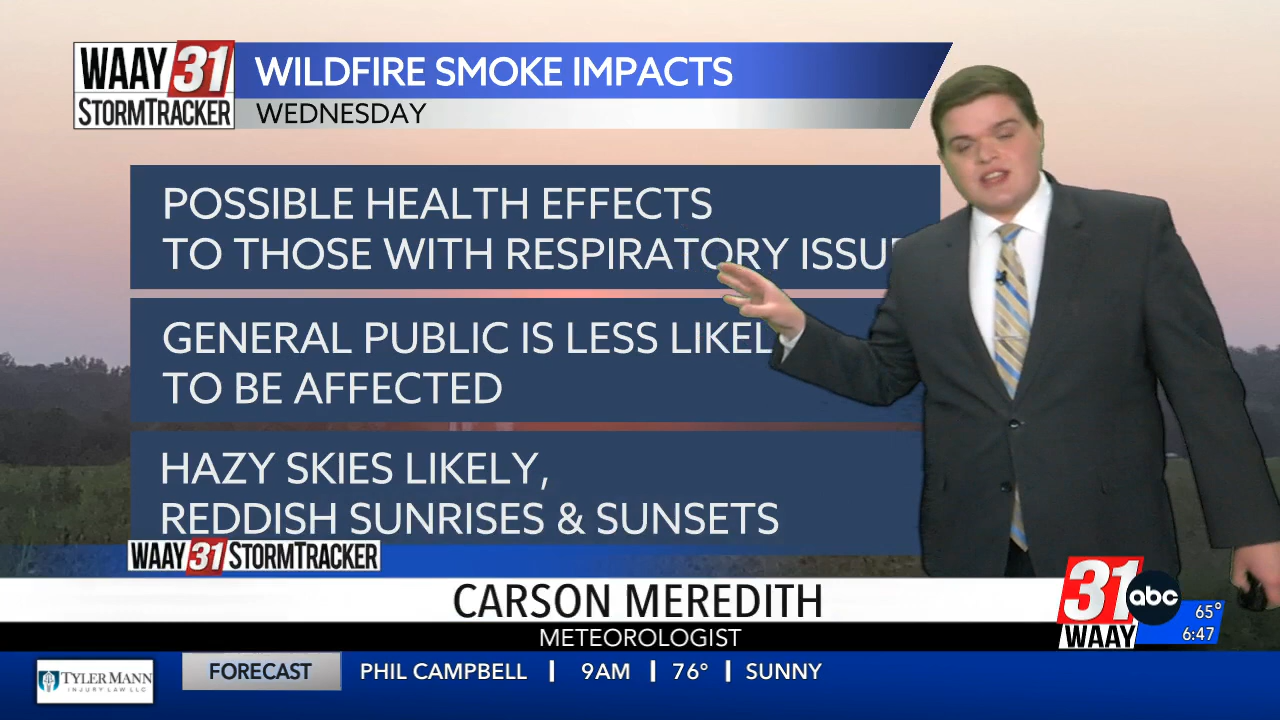 WAAY 31
STORMTRACKER
WILDFIRE SMOKE IMPACTS
WEDNESDAY
POSSIBLE HEALTH EFFECTS
TO THOSE WITH RESPIRATORY ISSU
GENERAL PUBLIC IS LESS LIKEL
TO BE AFFECTED
HAZY SKIES LIKELY,
REDDISH SUNRISES & SUNSETS
WAAY 31 STORMTRACKER
CARSON MEREDITH
METEOROLOGIST
31 abc
WAAY
65°
6:47
TYLER MANN
INJURY LAW LLC
FORECAST
PHIL CAMPBELL | 9AM | 76° | SUNNY